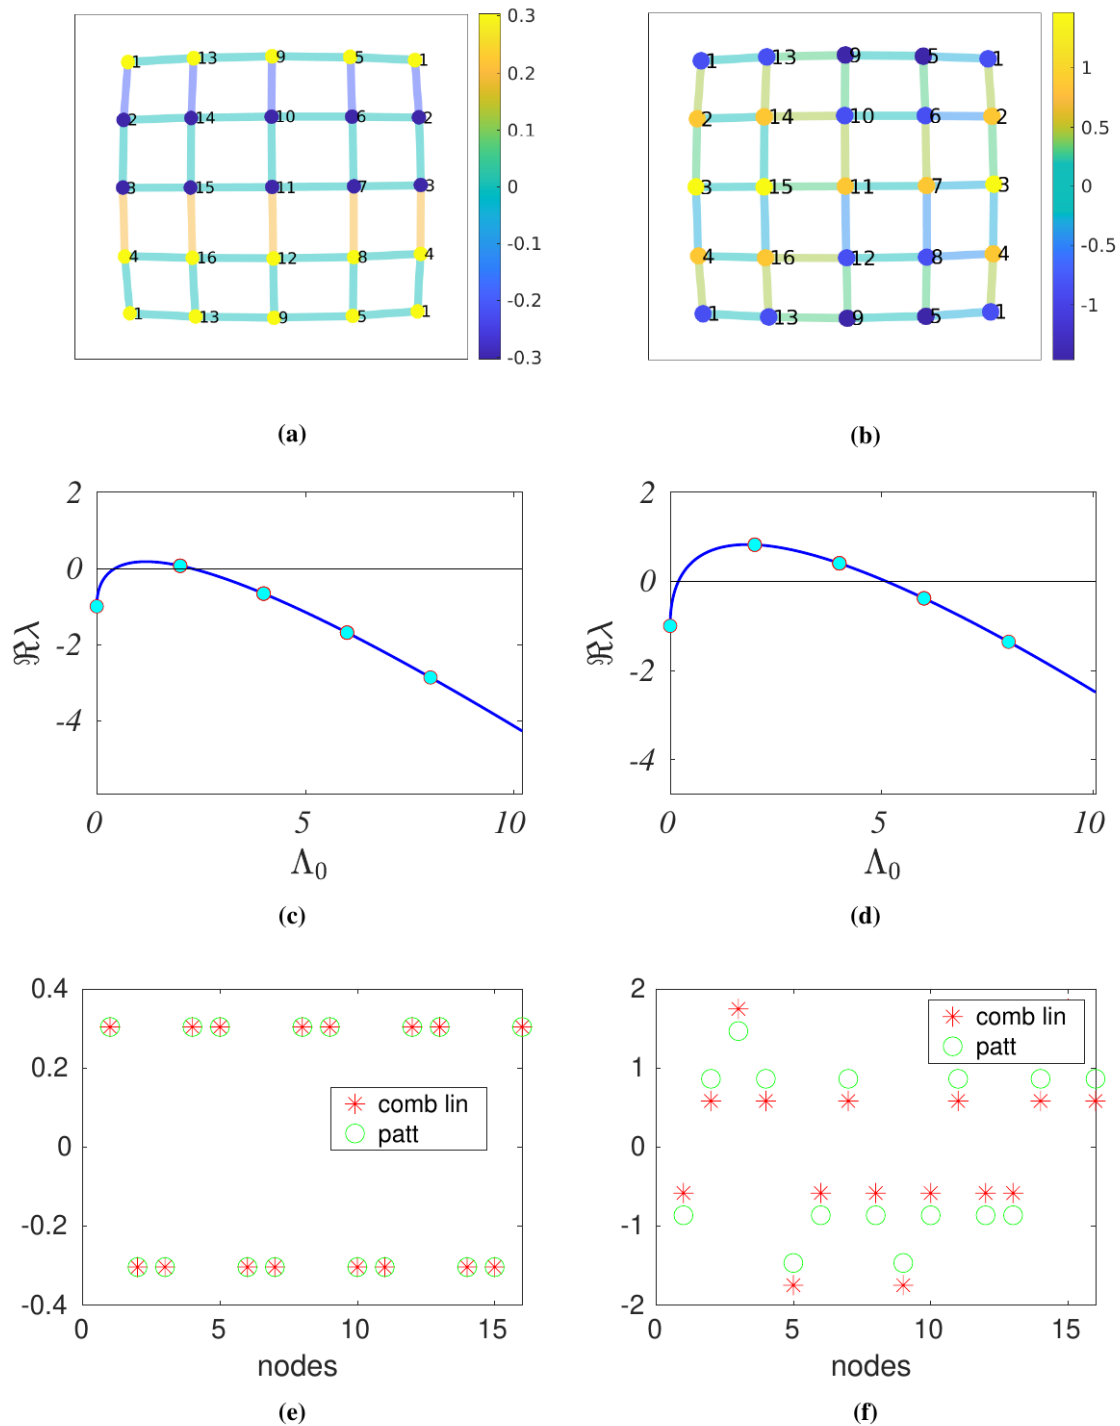 1 13 9 5 1
2 14 10 6 2
3 15 11 7 3
4 16 12 8 4
1 13 9 5 1
0.3
0.2
0.1
0
-0.1
-0.2
-0.3
(a)
1 13 9 5 1
2 14 10 6 2
3 15 11 7 3
4 16 12 8 4
1 13 9 5 1
1
0.5
0
-0.5
-1
(b)
2
0
-2
-4
ℜλ
0 5 10
Λ₀
(c)
2
0
-2
-4
ℜλ
0 5 10
Λ₀
(d)
0.4
0.2
0
-0.2
-0.4
comb lin
patt
0 5 10 15
nodes
(e)
2
1
0
-1
-2
comb lin
patt
0 5 10 15
nodes
(f)